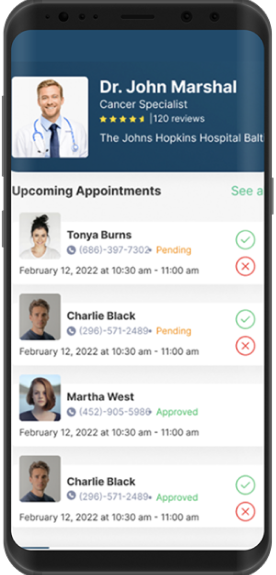 Dr. John Marshal
Cancer Specialist
|120 reviews
The Johns Hopkins Hospital Balt
Upcoming Appointments See a
Tonya Burns
(686)-397-7302• Pending
February 12, 2022 at 10:30 am - 11:00 am
Charlie Black
(296)-571-2489• Pending
February 12, 2022 at 10:30 am - 11:00 am
Martha West
(452)-905-5986• Approved
February 12, 2022 at 10:30 am - 11:00 am
Charlie Black
(296)-571-2489• Approved
February 12, 2022 at 10:30 am - 11:00 am